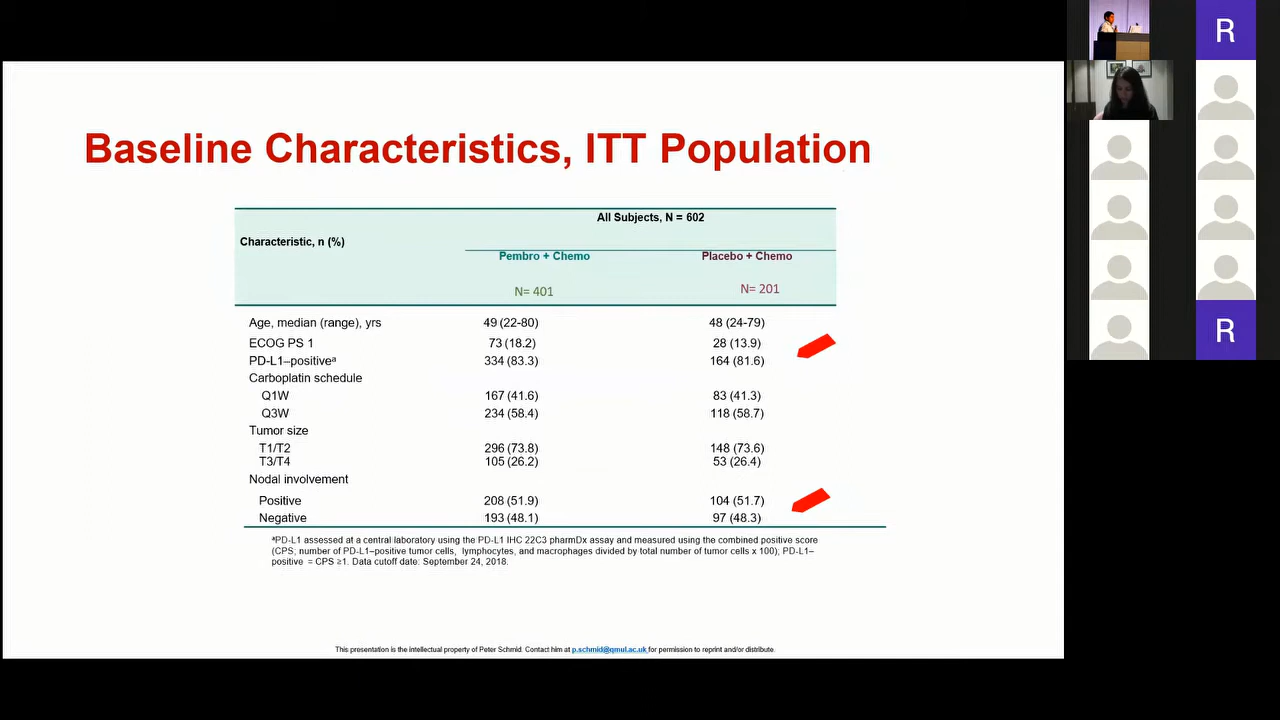 Baseline Characteristics, ITT Population
All Subjects, N = 602
Characteristic, n (%)
Pembro + Chemo Placebo + Chemo
N= 401 N= 201
Age, median (range), yrs 49 (22-80) 48 (24-79)
ECOG PS 1 73 (18.2) 28 (13.9)
PD-L1–positiveᵃ 334 (83.3) 164 (81.6)
Carboplatin schedule
Q1W 167 (41.6) 83 (41.3)
Q3W 234 (58.4) 118 (58.7)
Tumor size
T1/T2 296 (73.8) 148 (73.6)
T3/T4 105 (26.2) 53 (26.4)
Nodal involvement
Positive 208 (51.9) 104 (51.7)
Negative 193 (48.1) 97 (48.3)
ᵃPD-L1 assessed at a central laboratory using the PD-L1 IHC 22C3 pharmDx assay and measured using the combined positive score
(CPS; number of PD-L1–positive tumor cells, lymphocytes, and macrophages divided by total number of tumor cells x 100); PD-L1–
positive = CPS ≥1. Data cutoff date: September 24, 2018.
This presentation is the intellectual property of Peter Schmid. Contact him at p.schmid@qmul.ac.uk for permission to reprint and/or distribute.
R
R